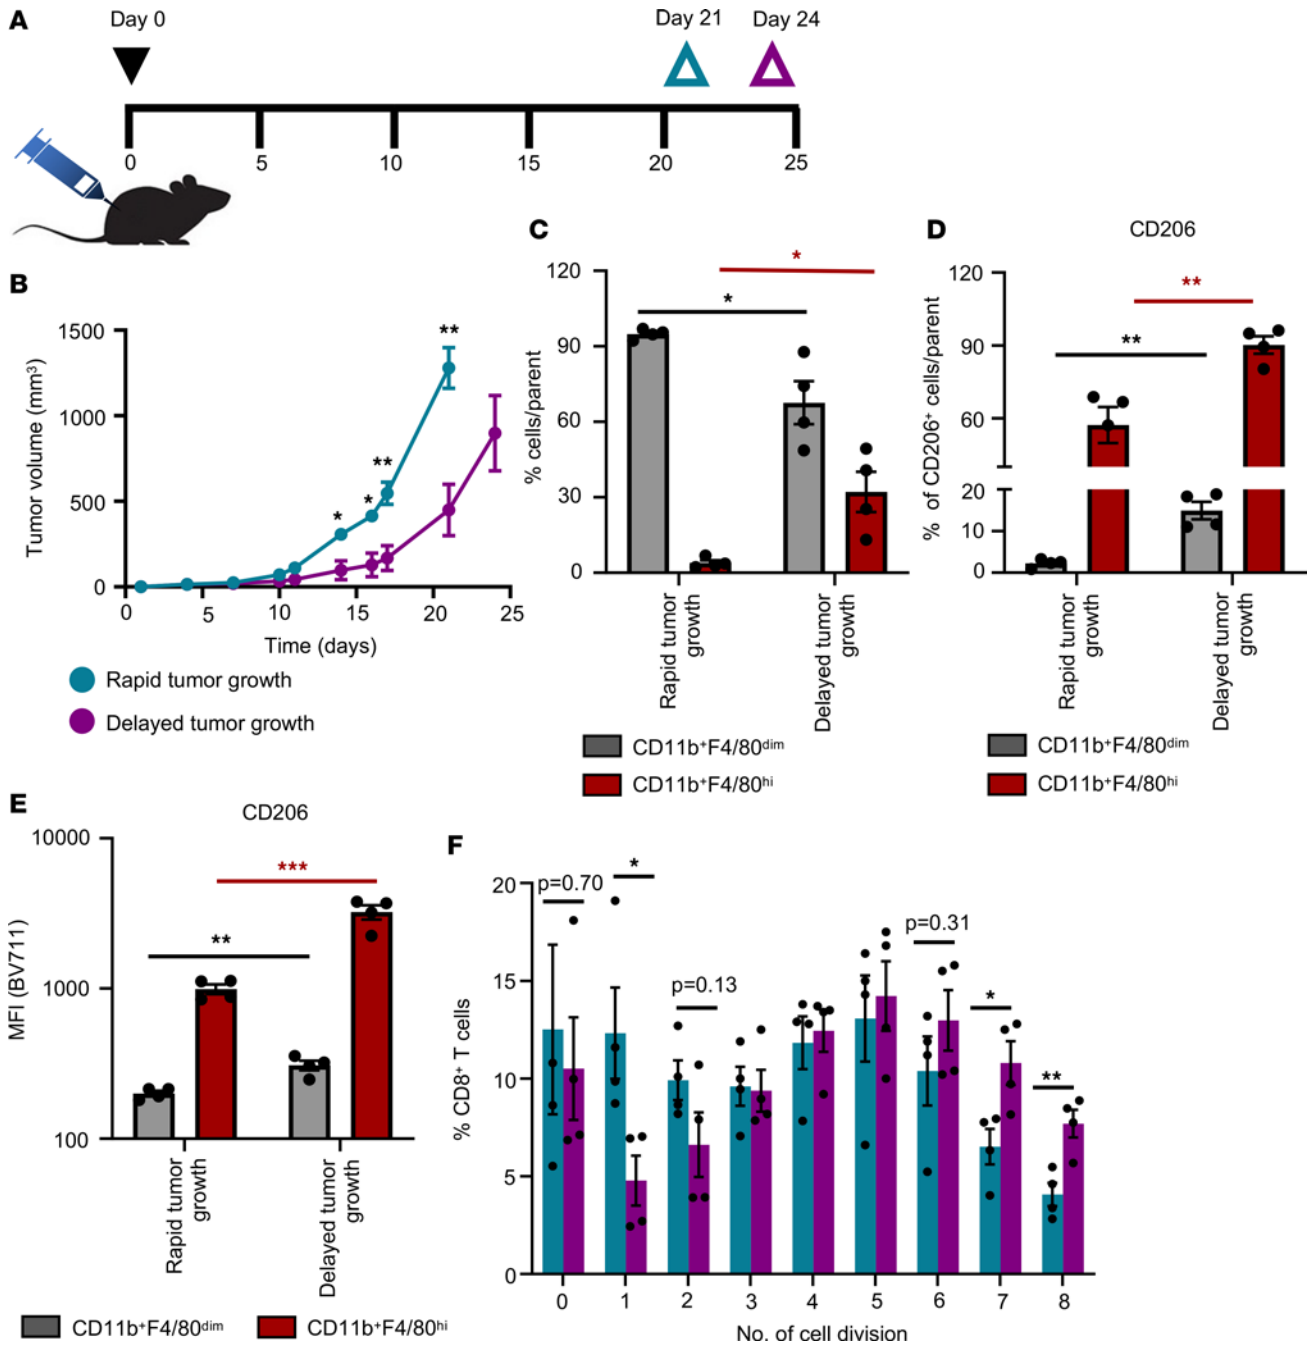 A
Day 0
Day 21
Day 24
0
5
10
15
20
25
B
Tumor volume (mm³)
1500
1000
500
0
**
**
*
*
0
5
10
15
20
25
Time (days)
Rapid tumor growth
Delayed tumor growth
C
% cells/parent
120
90
60
30
0
*
*
Rapid tumor
growth
Delayed tumor
growth
CD11b⁺F4/80ᵈⁱᵐ
CD11b⁺F4/80ʰⁱ
D
CD206
% of CD206⁺ cells/parent
120
90
60
20
10
0
**
**
Rapid tumor
growth
Delayed tumor
growth
CD11b⁺F4/80ᵈⁱᵐ
CD11b⁺F4/80ʰⁱ
E
CD206
MFI (BV711)
10000
1000
100
***
**
Rapid tumor
growth
Delayed tumor
growth
CD11b⁺F4/80ᵈⁱᵐ
CD11b⁺F4/80ʰⁱ
F
% CD8⁺ T cells
20
15
10
5
0
p=0.70
*
p=0.13
p=0.31
*
**
0
1
2
3
4
5
6
7
8
No. of cell division